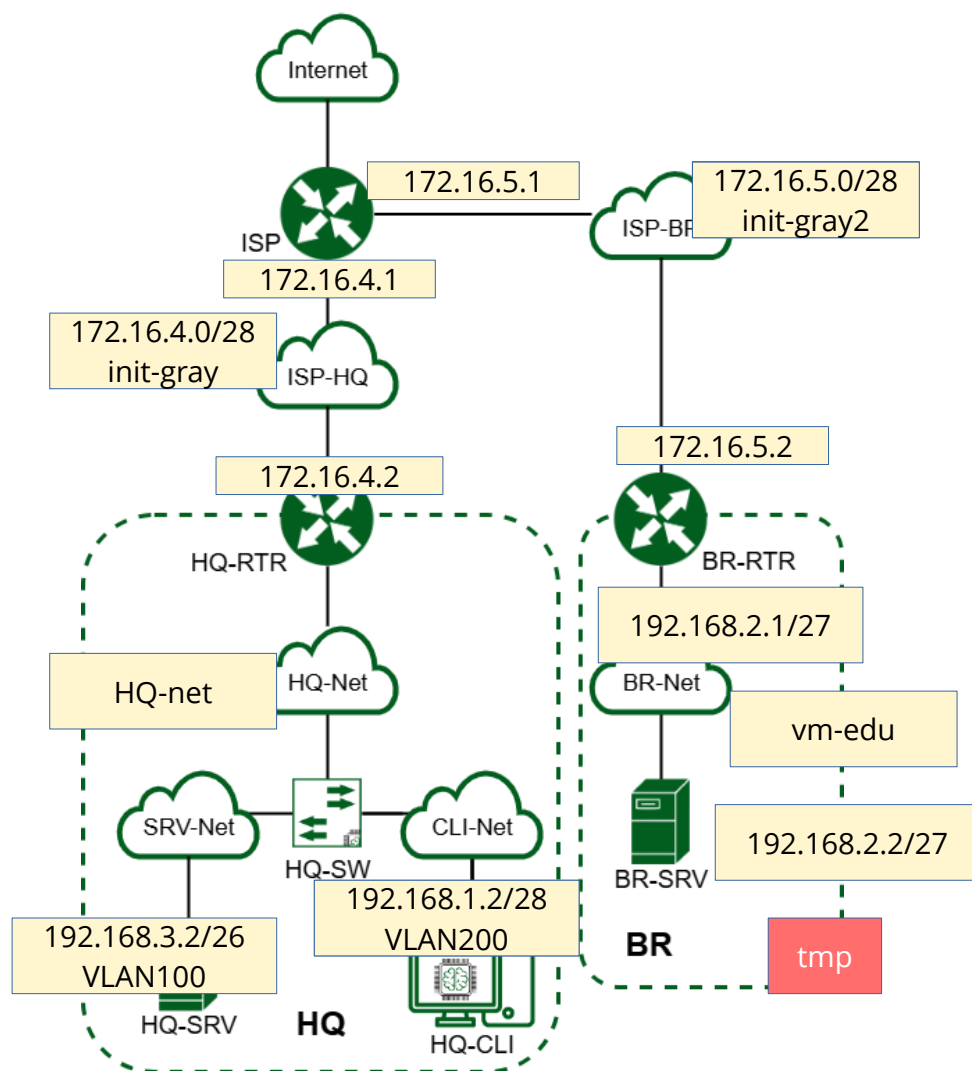 Internet
172.16.5.1
172.16.5.0/28
init-gray2
ISP
172.16.4.1
172.16.4.0/28
init-gray
ISP-HQ
172.16.5.2
172.16.4.2
HQ-RTR
BR-RTR
192.168.2.1/27
HQ-net
HQ-Net
BR-Net
vm-edu
SRV-Net
CLI-Net
HQ-SW
BR-SRV
192.168.2.2/27
192.168.3.2/26
VLAN100
192.168.1.2/28
VLAN200
BR
tmp
HQ-SRV
HQ
HQ-CLI